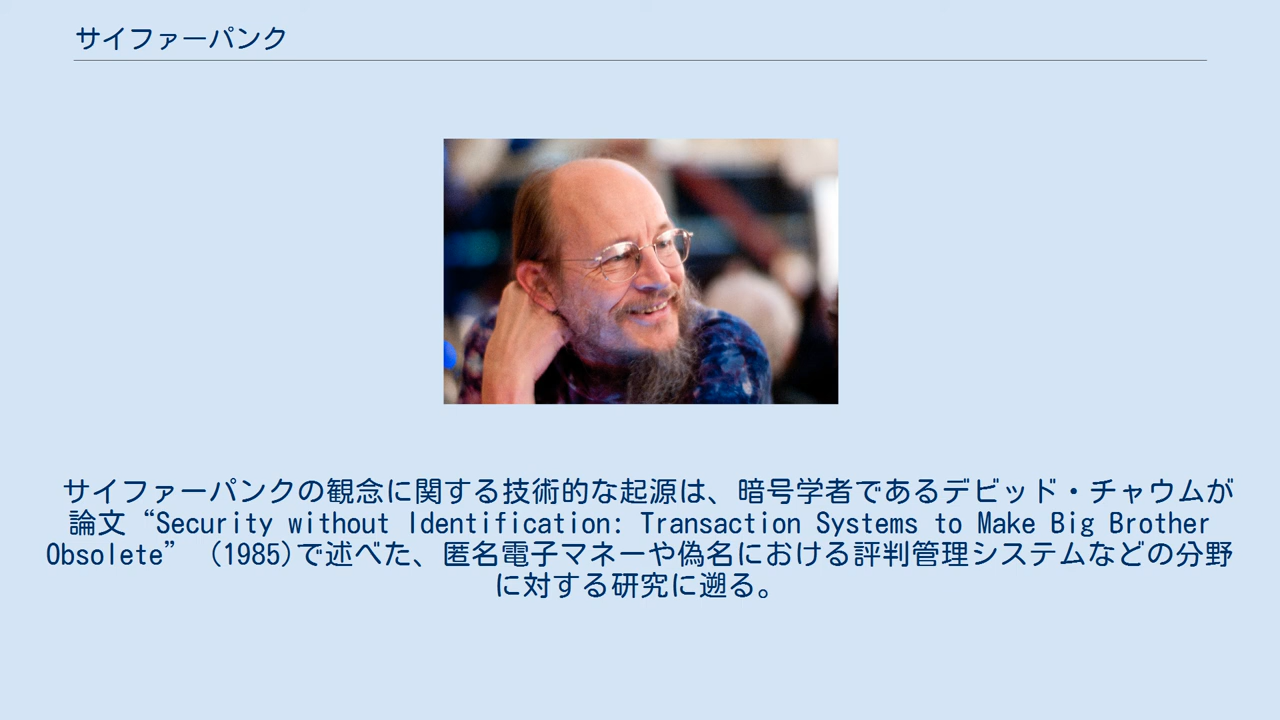 サイファーパンク
サイファーパンクの観念に関する技術的な起源は、暗号学者であるデビッド・チャウムが
論文“Security without Identification: Transaction Systems to Make Big Brother
Obsolete” (1985)で述べた、匿名電子マネーや偽名における評判管理システムなどの分野
に対する研究に遡る。